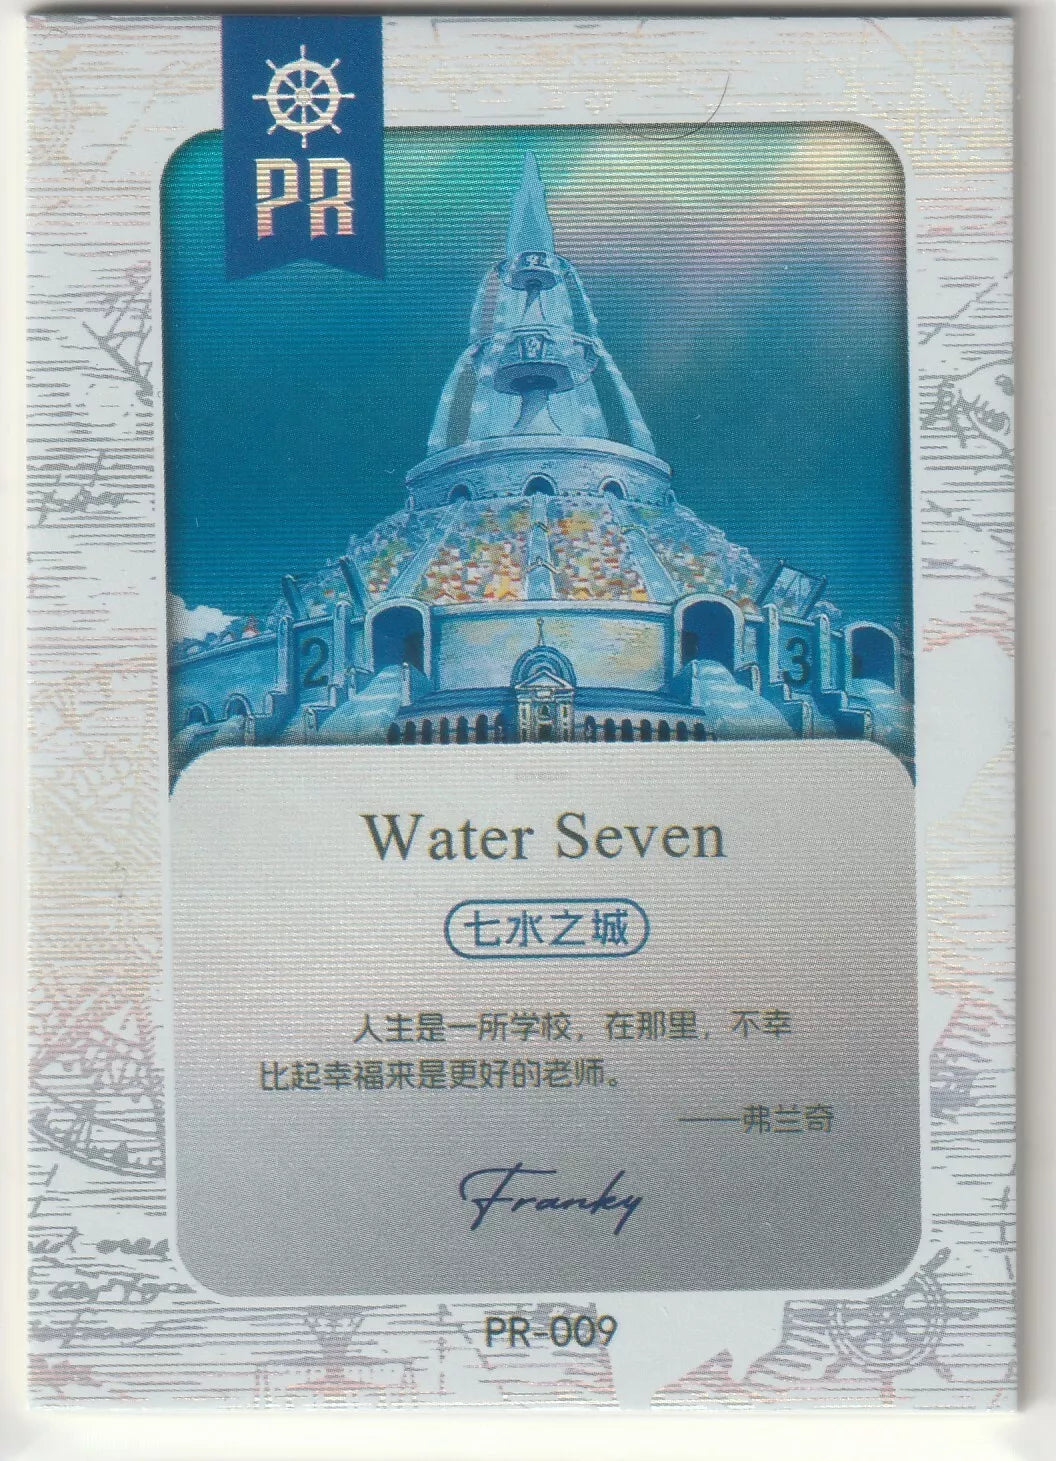 PR
2
3
Water Seven
七水之城
人生是一所学校，在那里，不幸
比起幸福来是更好的老师。
——弗兰奇
Franky
PR-009